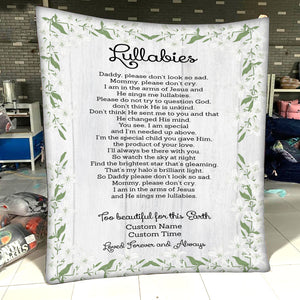 Lullabies
Daddy, please don't look so sad.
Mommy, please don't cry
I am in the arms of Jesus and
He sings me lullabies.
Please do not try to question God,
don't think He is unkind.
Don't think He sent me to you and that
He changed His mind.
You see, I am special
and I'm needed up above.
I'm the special child you gave Him,
the product of your love.
I'll always be there with you.
So watch the sky at night
Find the brightest star that's gleaming.
That's my halo's brilliant light.
So Daddy please don't look so sad.
Mommy, please don't cry.
I am in the arms of Jesus
and He sings me lullabies.
Too beautiful for this Earth
Custom Name
Custom Time
Loved Forever and Always